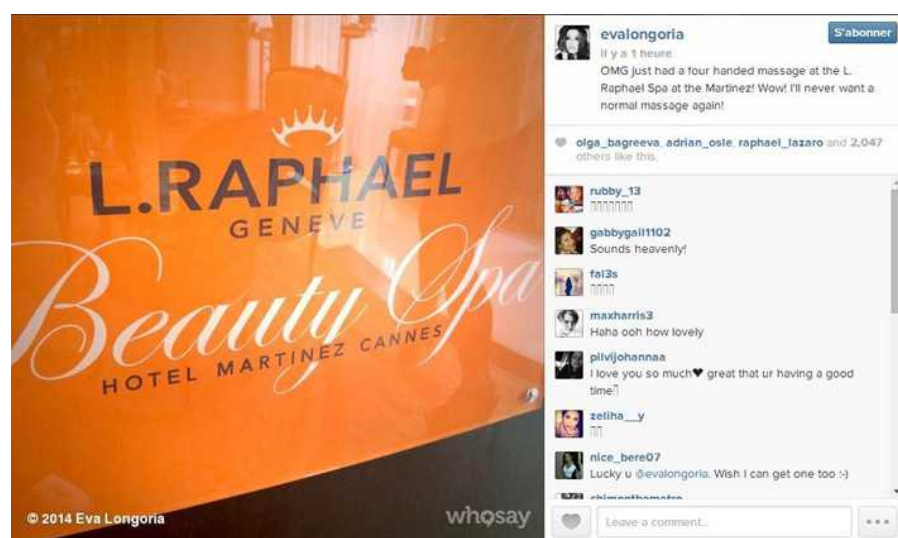 L.RAPHAEL
GENEVE
Beauty Spa
HOTEL MARTINEZ CANNES
© 2014 Eva Longoria
whosay
evalongoria
S'abonner
Il y a 1 heure
OMG just had a four handed massage at the L.
Raphael Spa at the Martinez! Wow! I'll never want a
normal massage again!
olga_bagreeva, adrian_osle, raphael_lazaro and 2,047
others like this.
rubby_13
gabbygail1102
Sounds heavenly!
fal3s
maxharris3
Haha ooh how lovely
pilvijohannaa
I love you so much♥ great that ur having a good
time
zeliha__y
nice_bere07
Lucky u @evalongoria. Wish I can get one too :-)
Leave a comment...